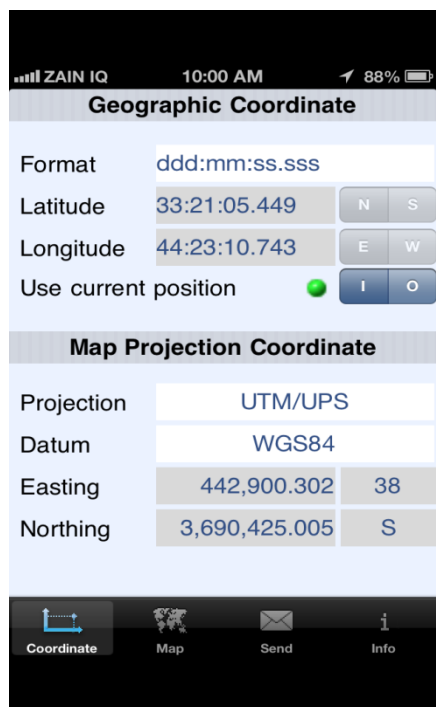 ZAIN IQ 10:00 AM 88%
Geographic Coordinate
Format ddd:mm:ss.sss
Latitude 33:21:05.449 N S
Longitude 44:23:10.743 E W
Use current position I O
Map Projection Coordinate
Projection UTM/UPS
Datum WGS84
Easting 442,900.302 38
Northing 3,690,425.005 S
Coordinate Map Send Info